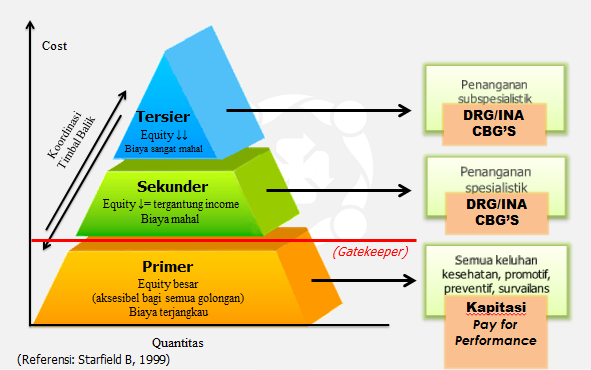 Cost
Koordinasi
Timbal Balik
Tersier
Equity ↓↓
Biaya sangat mahal
Penanganan
subspesialistik
DRG/INA
CBG'S
Sekunder
Equity ↓= tergantung income
Biaya mahal
Penanganan
spesialistik
DRG/INA
CBG'S
(Gatekeeper)
Primer
Equity besar
(aksesibel bagi semua golongan)
Biaya terjangkau
Semua keluhan
kesehatan, promotif,
preventif, survailans
Kapitasi
Pay for
Performance
Quantitas
(Referensi: Starfield B, 1999)